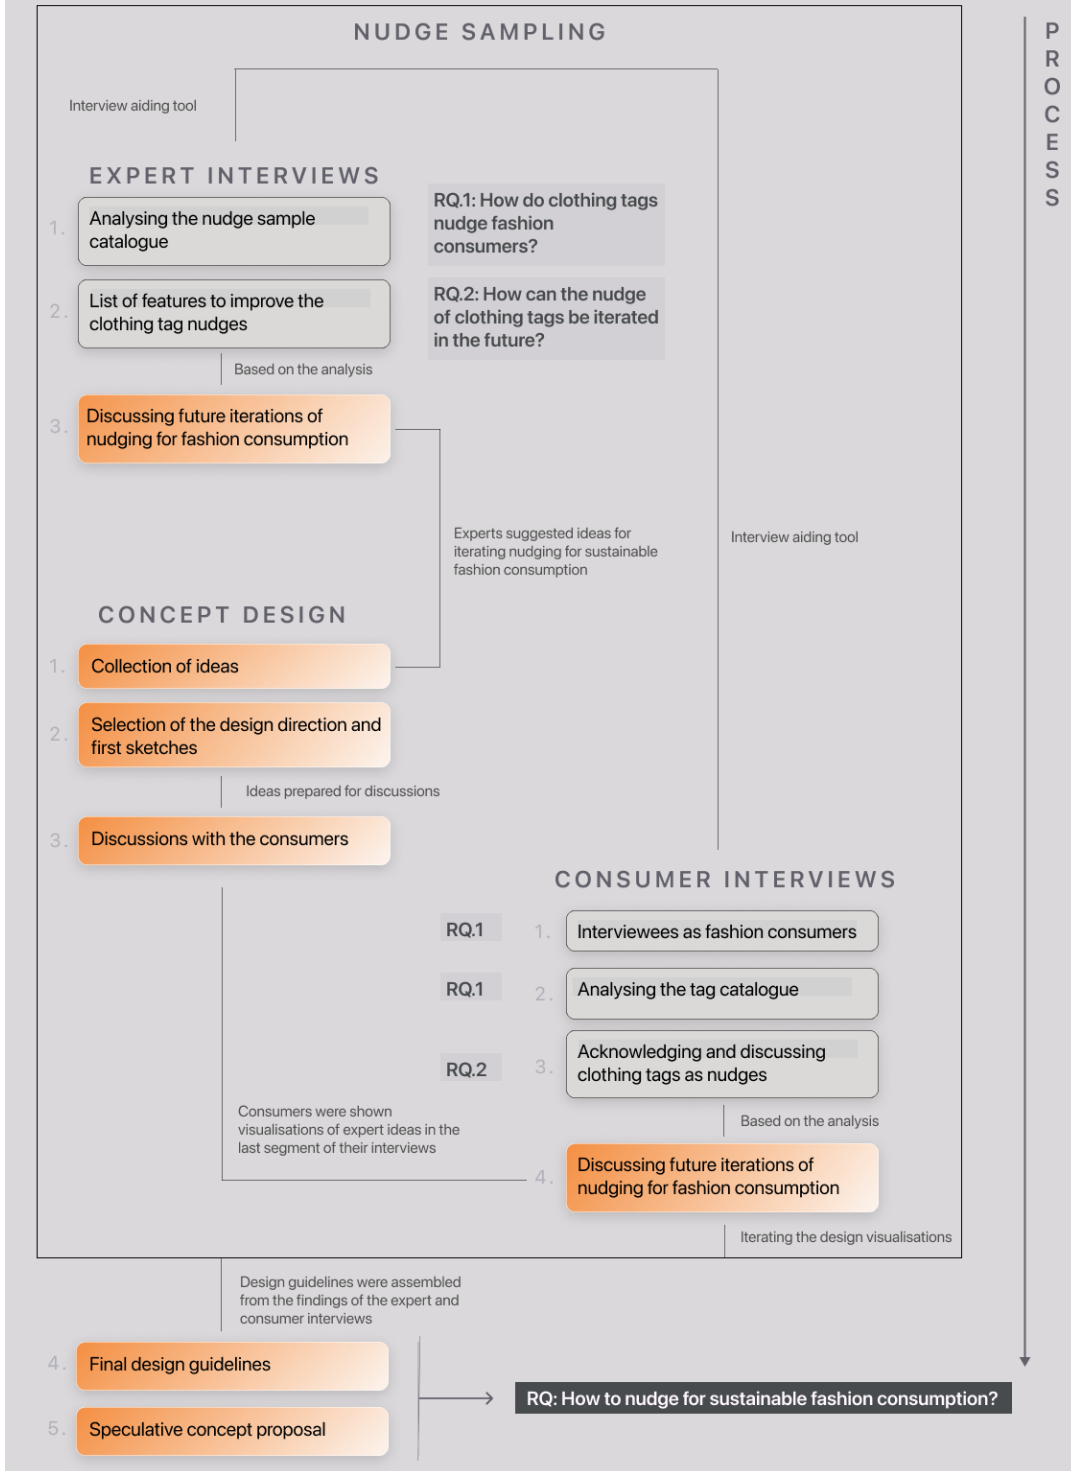 NUDGE SAMPLING
PROCESS
Interview aiding tool
EXPERT INTERVIEWS
1.
Analysing the nudge sample
catalogue
RQ.1: How do clothing tags
nudge fashion
consumers?
2.
List of features to improve the
clothing tag nudges
RQ.2: How can the nudge
of clothing tags be iterated
in the future?
Based on the analysis
3.
Discussing future iterations of
nudging for fashion consumption
Experts suggested ideas for
iterating nudging for sustainable
fashion consumption
Interview aiding tool
CONCEPT DESIGN
1.
Collection of ideas
2.
Selection of the design direction and
first sketches
Ideas prepared for discussions
3.
Discussions with the consumers
CONSUMER INTERVIEWS
RQ.1
1.
Interviewees as fashion consumers
RQ.1
2.
Analysing the tag catalogue
RQ.2
3.
Acknowledging and discussing
clothing tags as nudges
Consumers were shown
visualisations of expert ideas in the
last segment of their interviews
Based on the analysis
4.
Discussing future iterations of
nudging for fashion consumption
Iterating the design visualisations
Design guidelines were assembled
from the findings of the expert and
consumer interviews
4.
Final design guidelines
RQ: How to nudge for sustainable fashion consumption?
5.
Speculative concept proposal